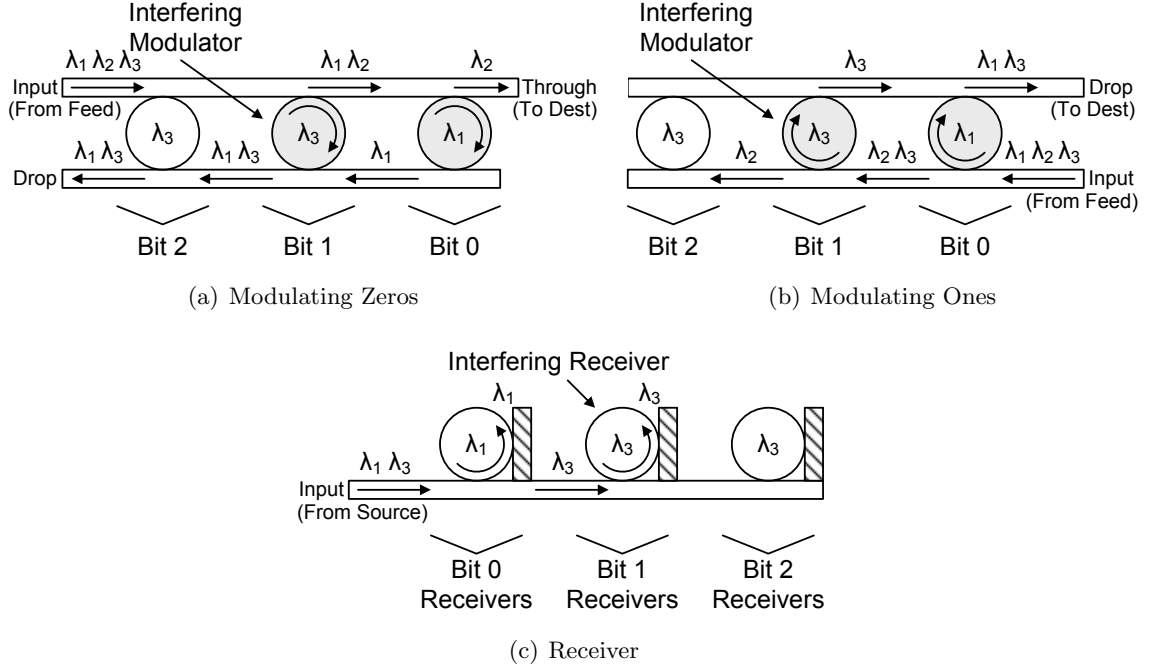 Interfering
Modulator
λ1 λ2 λ3
λ1 λ2
λ2
Input
(From Feed)
Through
(To Dest)
λ3
λ3
λ1
λ1 λ3
λ1 λ3
λ1
Drop
Bit 2
Bit 1
Bit 0
(a) Modulating Zeros
Interfering
Modulator
λ3
λ1 λ3
Drop
(To Dest)
λ3
λ3
λ1
λ2
λ2 λ3
λ1 λ2 λ3
Input
(From Feed)
Bit 2
Bit 1
Bit 0
(b) Modulating Ones
Interfering Receiver
λ1
λ3
λ1
λ3
λ3
λ1 λ3
λ3
Input
(From Source)
Bit 0
Receivers
Bit 1
Receivers
Bit 2
Receivers
(c) Receiver